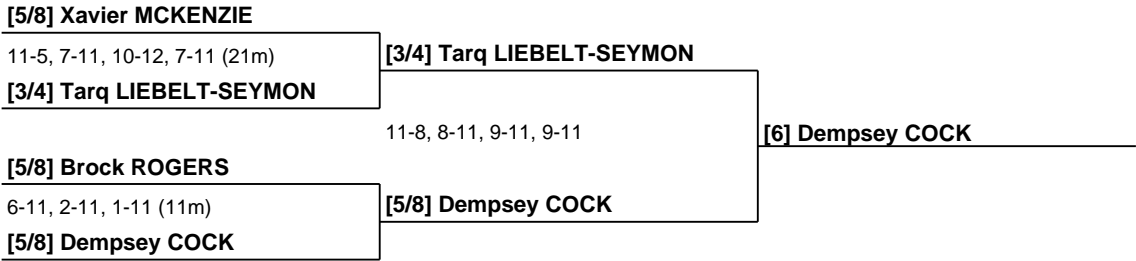 [5/8] Xavier MCKENZIE
11-5, 7-11, 10-12, 7-11 (21m)
[3/4] Tarq LIEBELT-SEYMON
[3/4] Tarq LIEBELT-SEYMON
11-8, 8-11, 9-11, 9-11
[6] Dempsey COCK
[5/8] Brock ROGERS
6-11, 2-11, 1-11 (11m)
[5/8] Dempsey COCK
[5/8] Dempsey COCK